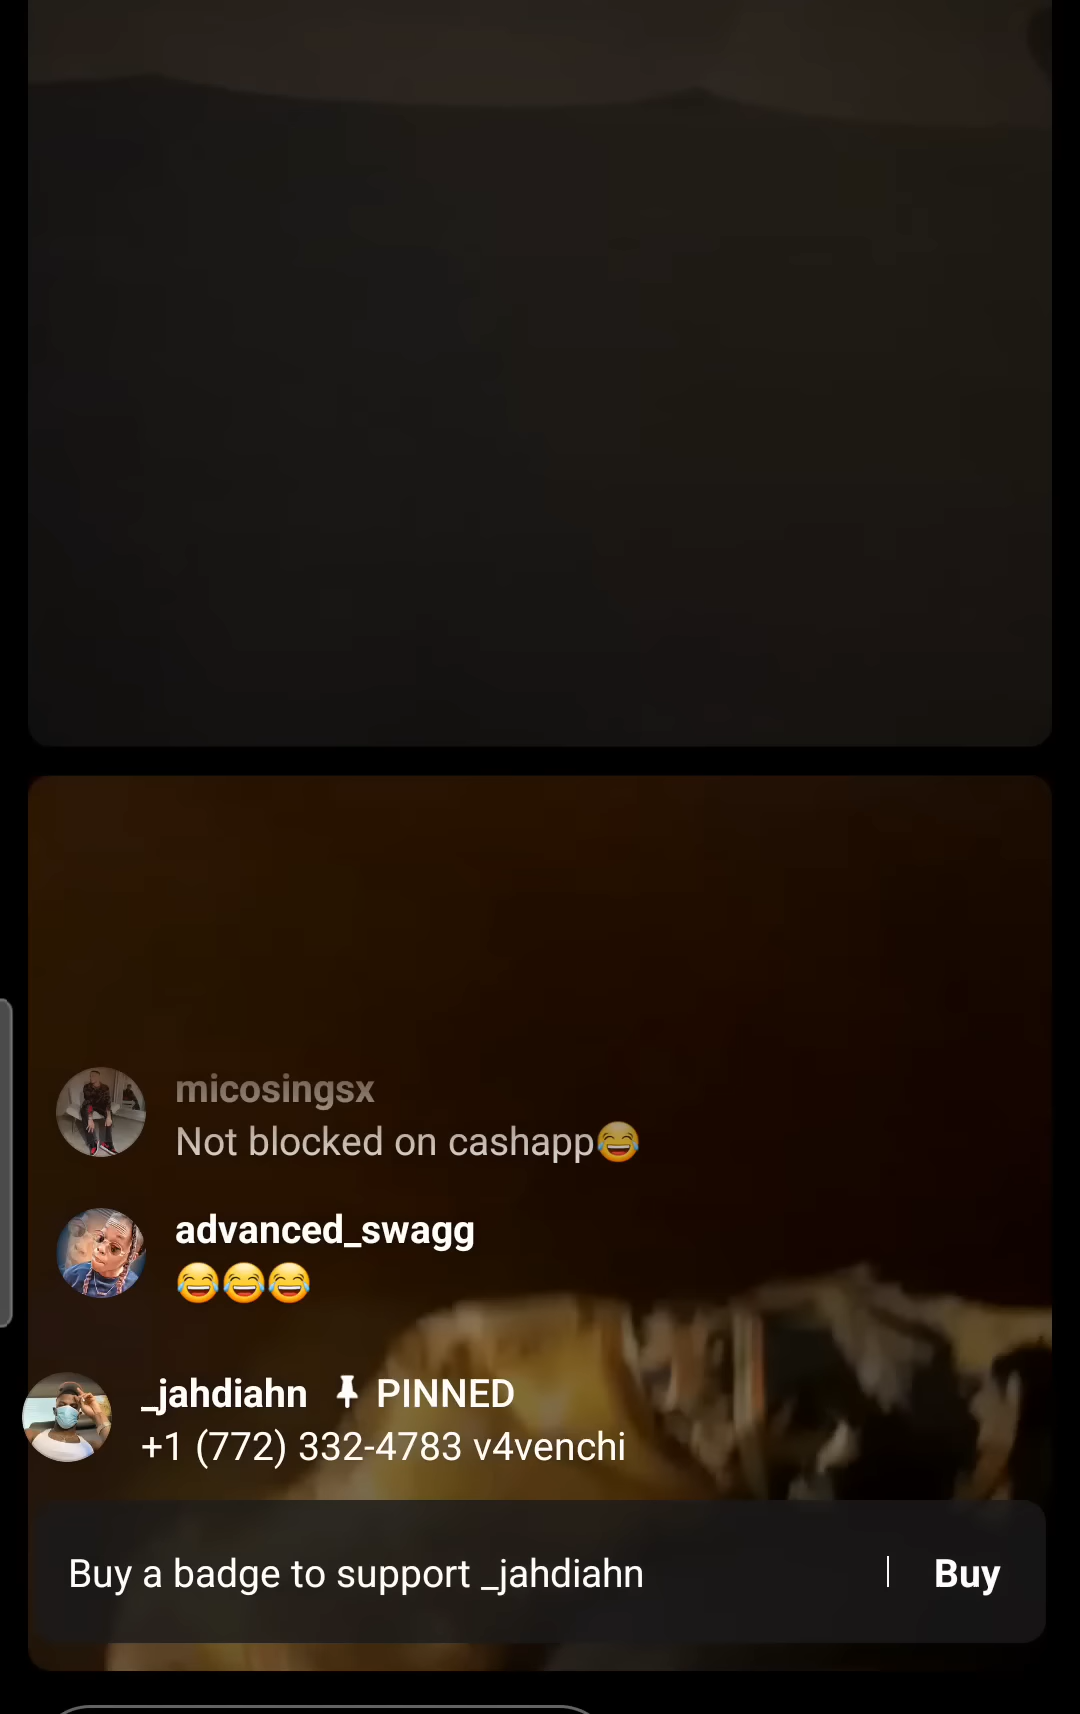 micosingsx
Not blocked on cashapp😂
advanced_swagg
😂😂😂
_jahdiahn 📌 PINNED
+1 (772) 332-4783 v4venchi
Buy a badge to support _jahdiahn | Buy